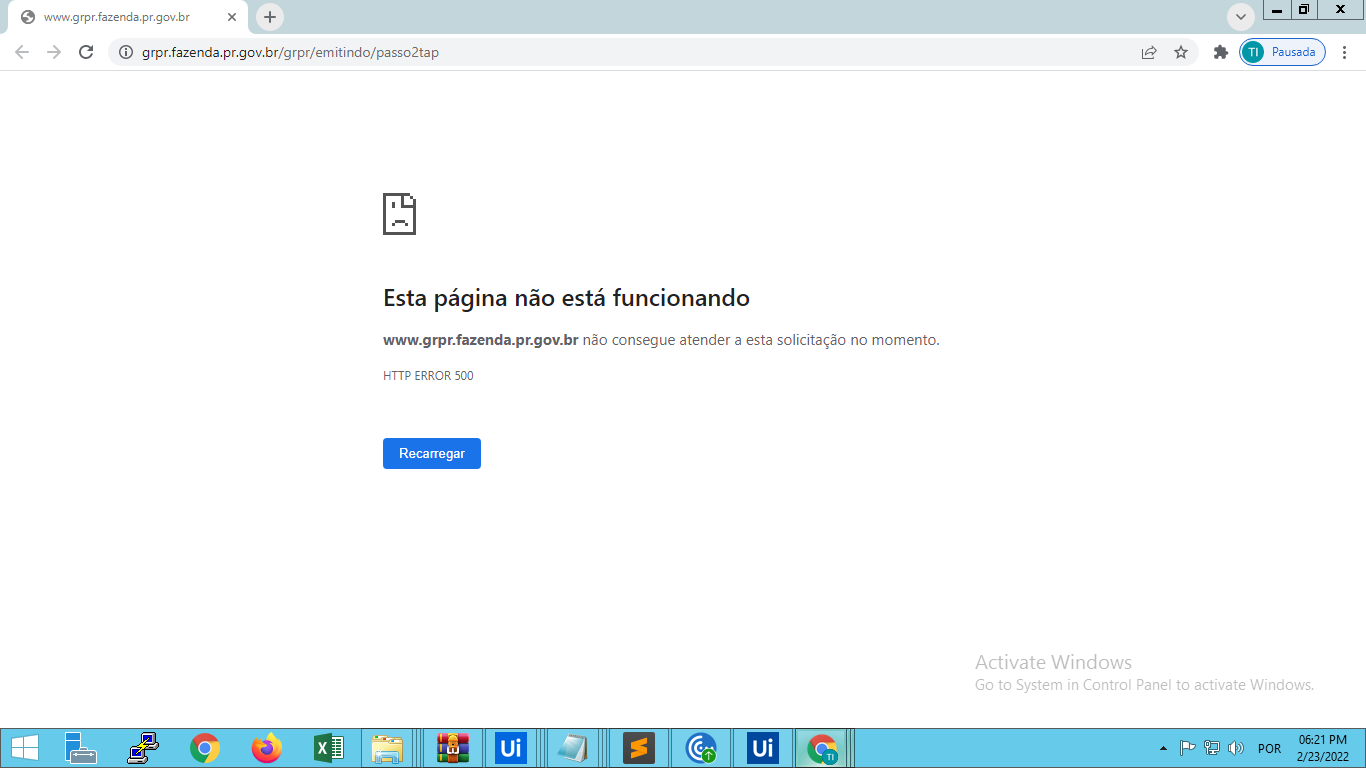 www.grpr.fazenda.pr.gov.br
grpr.fazenda.pr.gov.br/grpr/emitindo/passo2tap
TI Pausada
Esta página não está funcionando
www.grpr.fazenda.pr.gov.br não consegue atender a esta solicitação no momento.
HTTP ERROR 500
Recarregar
Activate Windows
Go to System in Control Panel to activate Windows.
Ui
Ui
TI
POR
06:21 PM
2/23/2022